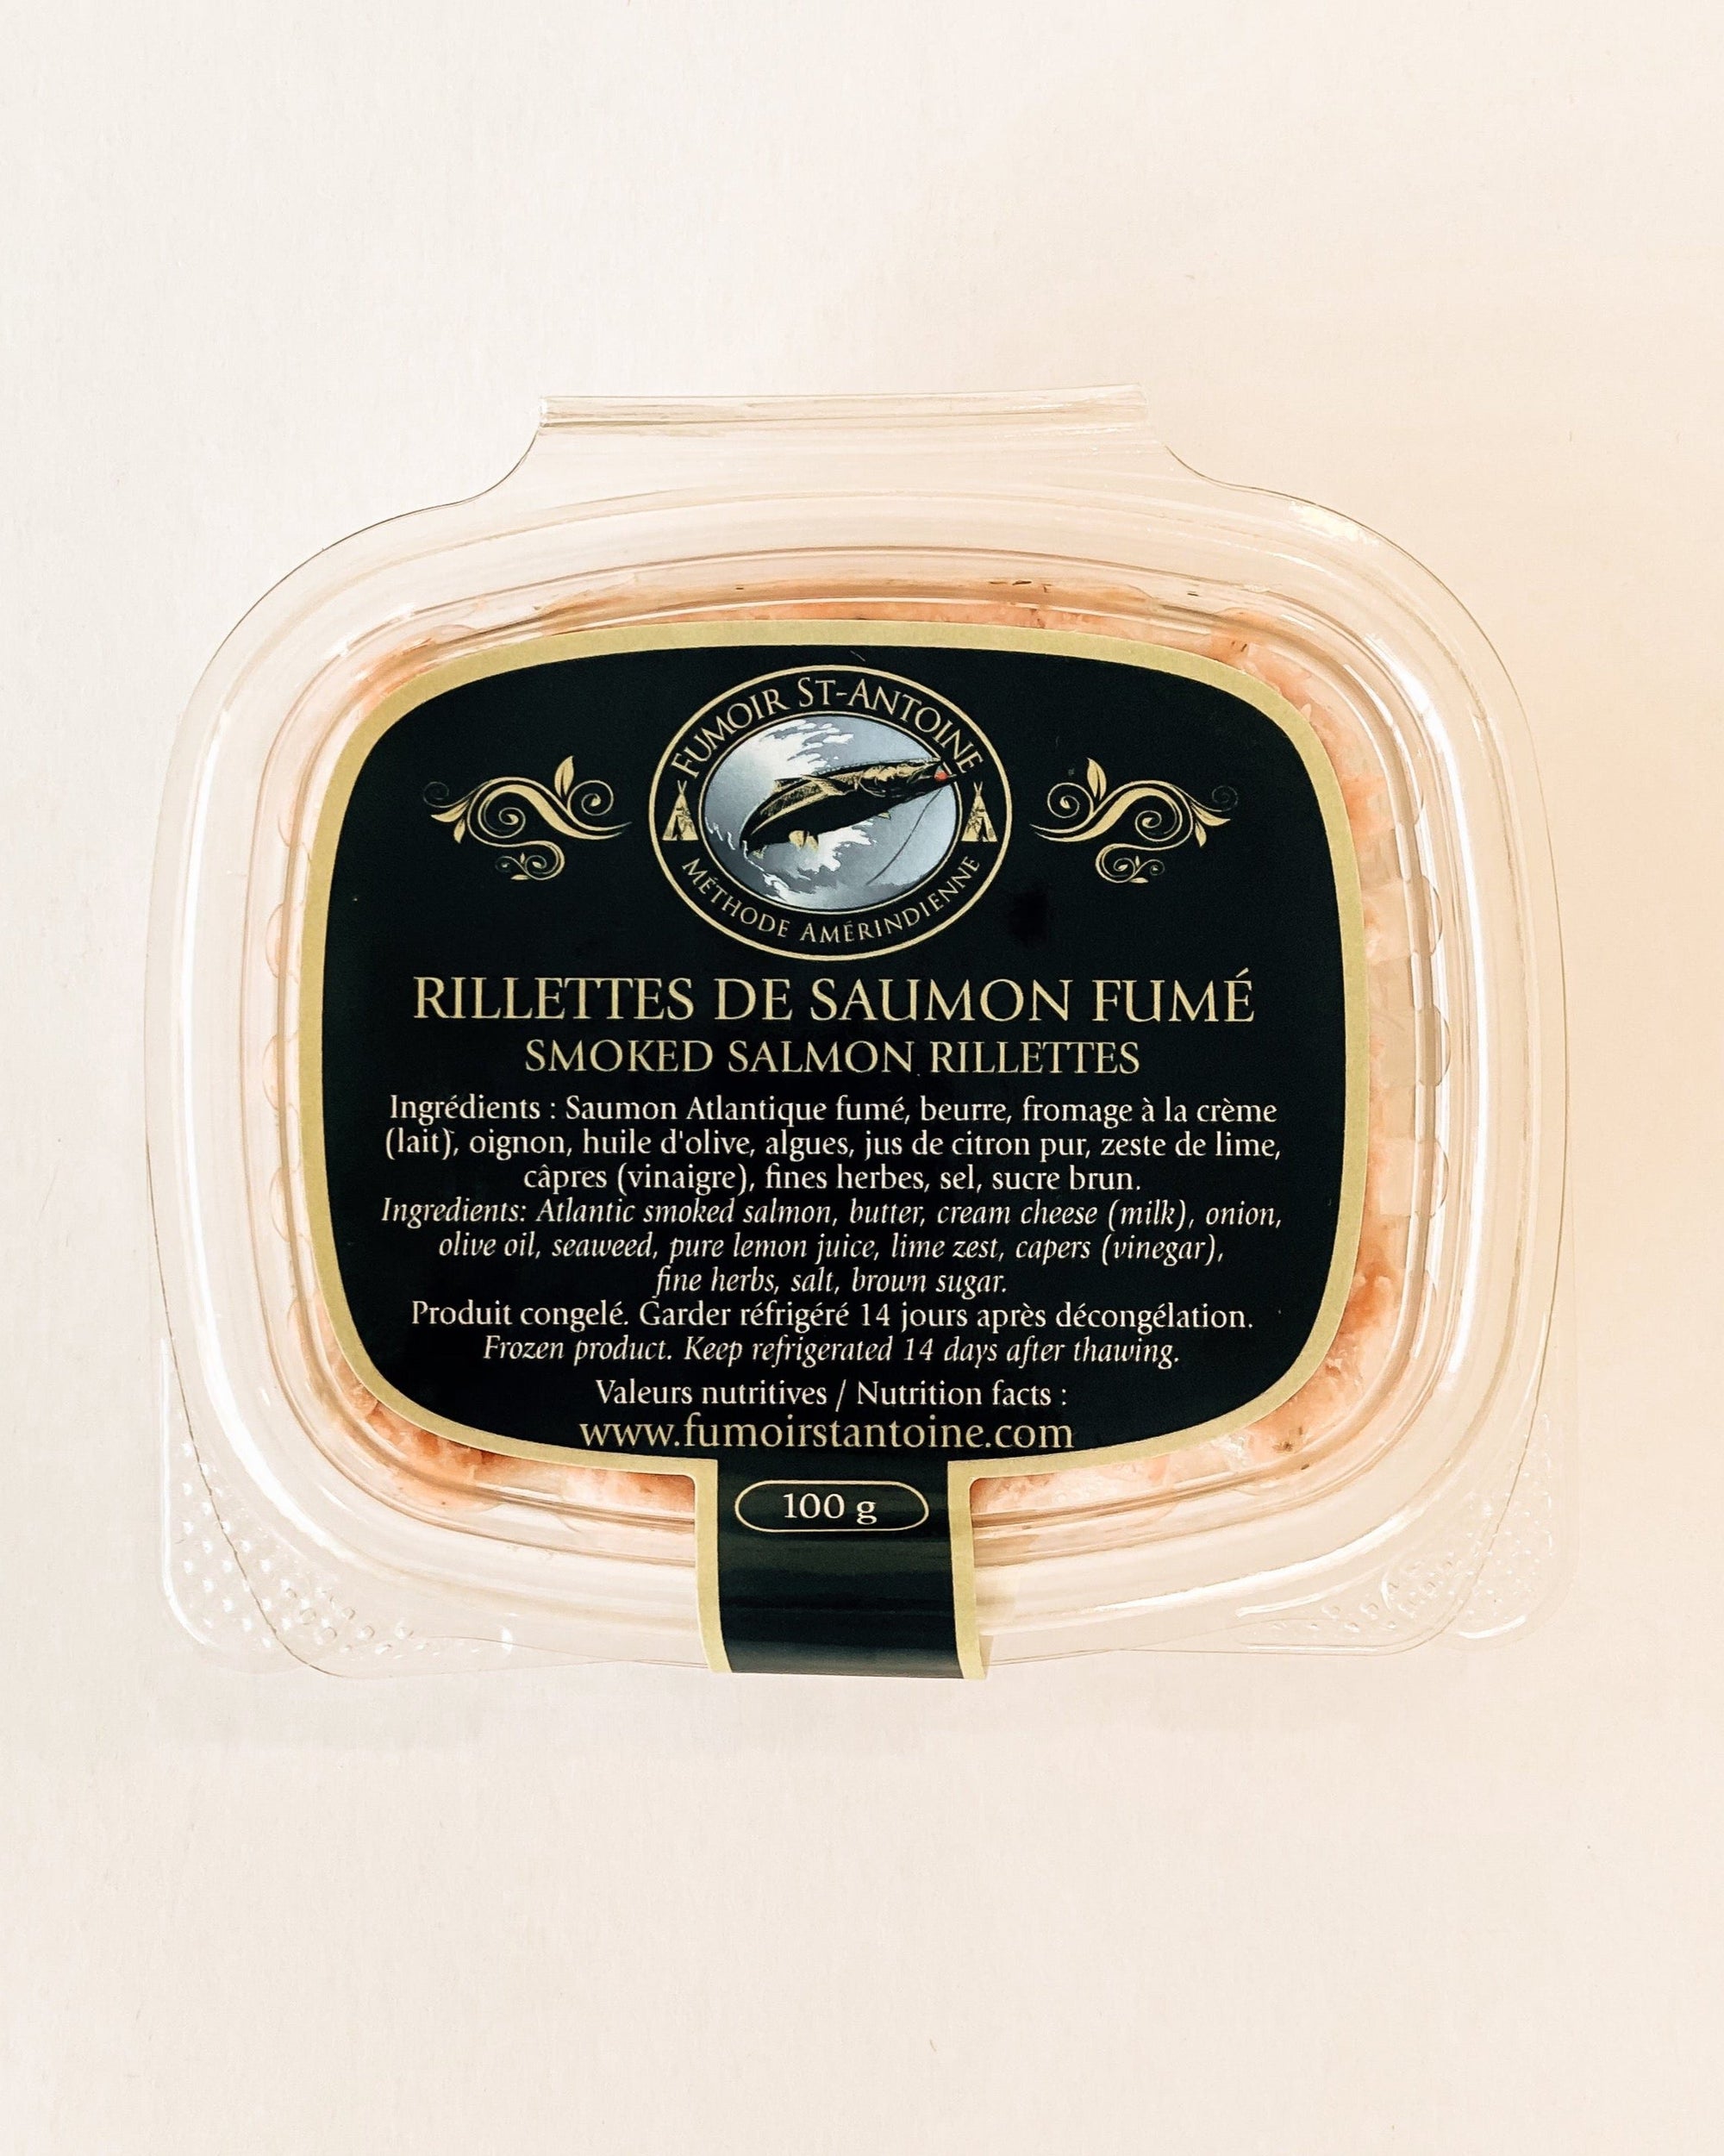 FUMOIR ST-ANTOINE
MÉTHODE AMÉRINDIENNE
RILLETTES DE SAUMON FUMÉ
SMOKED SALMON RILLETTES
Ingrédients : Saumon Atlantique fumé, beurre, fromage à la crème
(lait), oignon, huile d'olive, algues, jus de citron pur, zeste de lime,
câpres (vinaigre), fines herbes, sel, sucre brun.
Ingredients: Atlantic smoked salmon, butter, cream cheese (milk), onion,
olive oil, seaweed, pure lemon juice, lime zest, capers (vinegar),
fine herbs, salt, brown sugar.
Produit congelé. Garder réfrigéré 14 jours après décongélation.
Frozen product. Keep refrigerated 14 days after thawing.
Valeurs nutritives / Nutrition facts :
www.fumoirstantoine.com
100 g